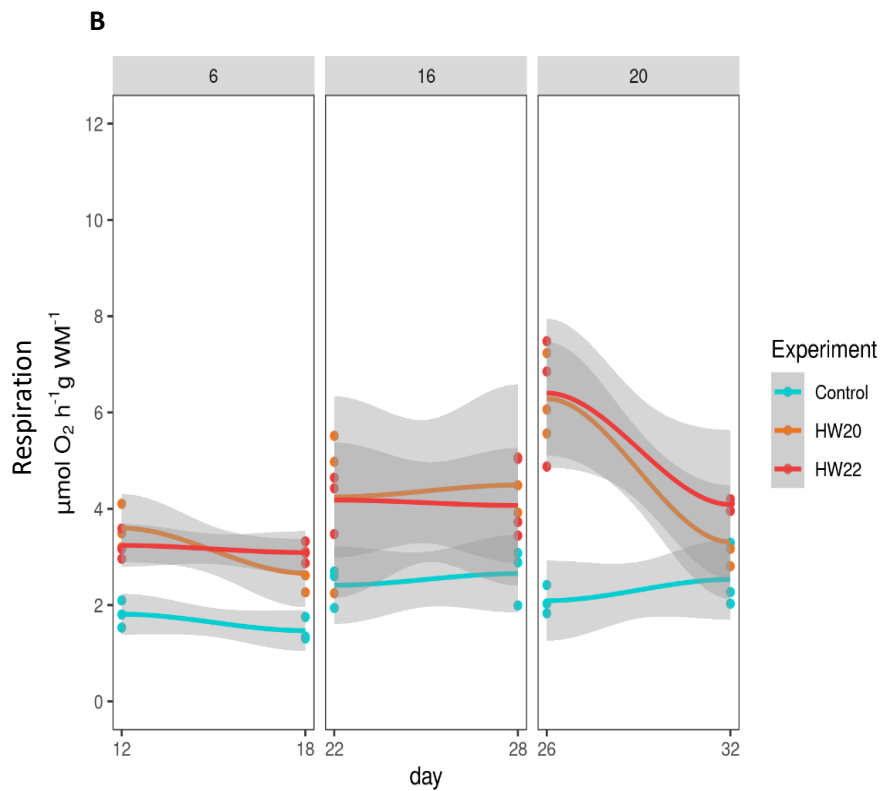 B
6 16 20
12
10
8
6
4
2
0
Respiration
µmol O₂ h⁻¹g WM⁻¹
12 18 22 28 26 32
day
Experiment
Control
HW20
HW22